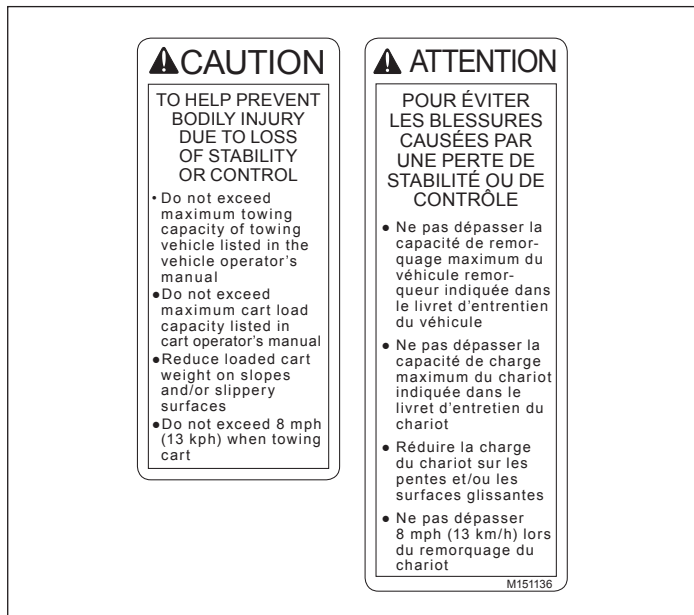 CAUTION
TO HELP PREVENT
BODILY INJURY
DUE TO LOSS
OF STABILITY
OR CONTROL
• Do not exceed
maximum towing
capacity of towing
vehicle listed in the
vehicle operator's
manual
● Do not exceed
maximum cart load
capacity listed in
cart operator's manual
● Reduce loaded cart
weight on slopes
and/or slippery
surfaces
● Do not exceed 8 mph
(13 kph) when towing
cart
ATTENTION
POUR ÉVITER
LES BLESSURES
CAUSÉES PAR
UNE PERTE DE
STABILITÉ OU DE
CONTRÔLE
● Ne pas dépasser la
capacité de remor-
quage maximum du
véhicule remor-
queur indiquée dans
le livret d'entrentien
du véhicule
● Ne pas dépasser la
capacité de charge
maximum du chariot
indiquée dans le
livret d'entretien du
chariot
● Réduire la charge
du chariot sur les
pentes et/ou les
surfaces glissantes
● Ne pas dépasser
8 mph (13 km/h) lors
du remorquage du
chariot
M151136